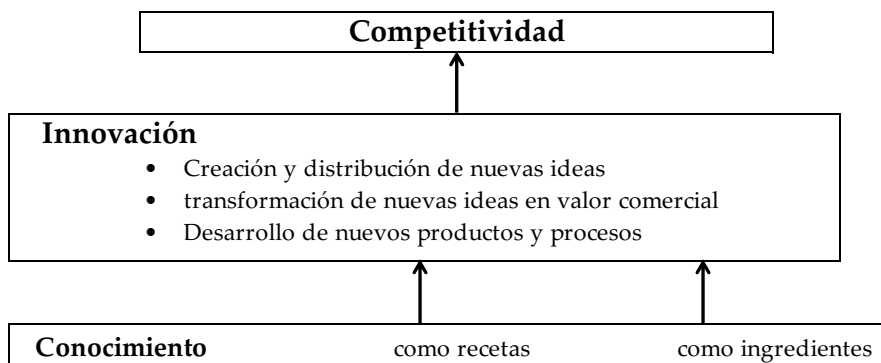 Competitividad
Innovación
• Creación y distribución de nuevas ideas
• transformación de nuevas ideas en valor comercial
• Desarrollo de nuevos productos y procesos
Conocimiento como recetas como ingredientes